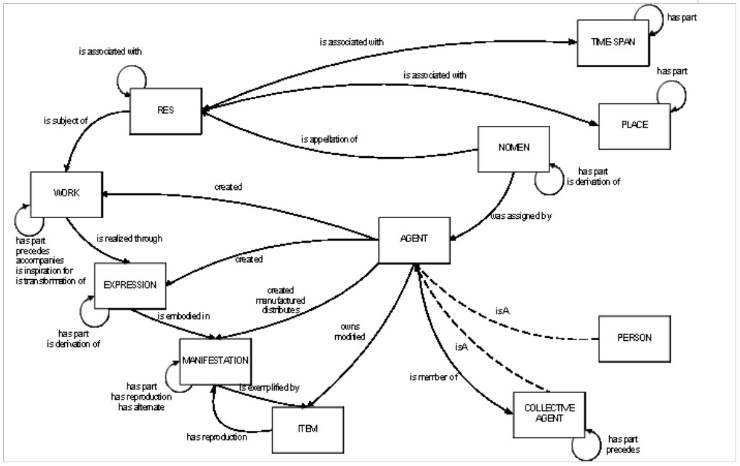 has part
is associated with
TIME-SPAN
is associated with
has part
is associated with
RES
PLACE
is subject of
is appellation of
NOMEN
has part
is derivation of
WORK
created
was assigned by
has part
precedes
accompanies
is inspiration for
is transformation of
is realized through
AGENT
created
EXPRESSION
created
manufactured
distributes
has part
is derivation of
is embodied in
owns
modified
isA
PERSON
isA
MANIFESTATION
is member of
has part
has reproduction
has alternate
is exemplified by
COLLECTIVE
AGENT
ITEM
has reproduction
has part
precedes